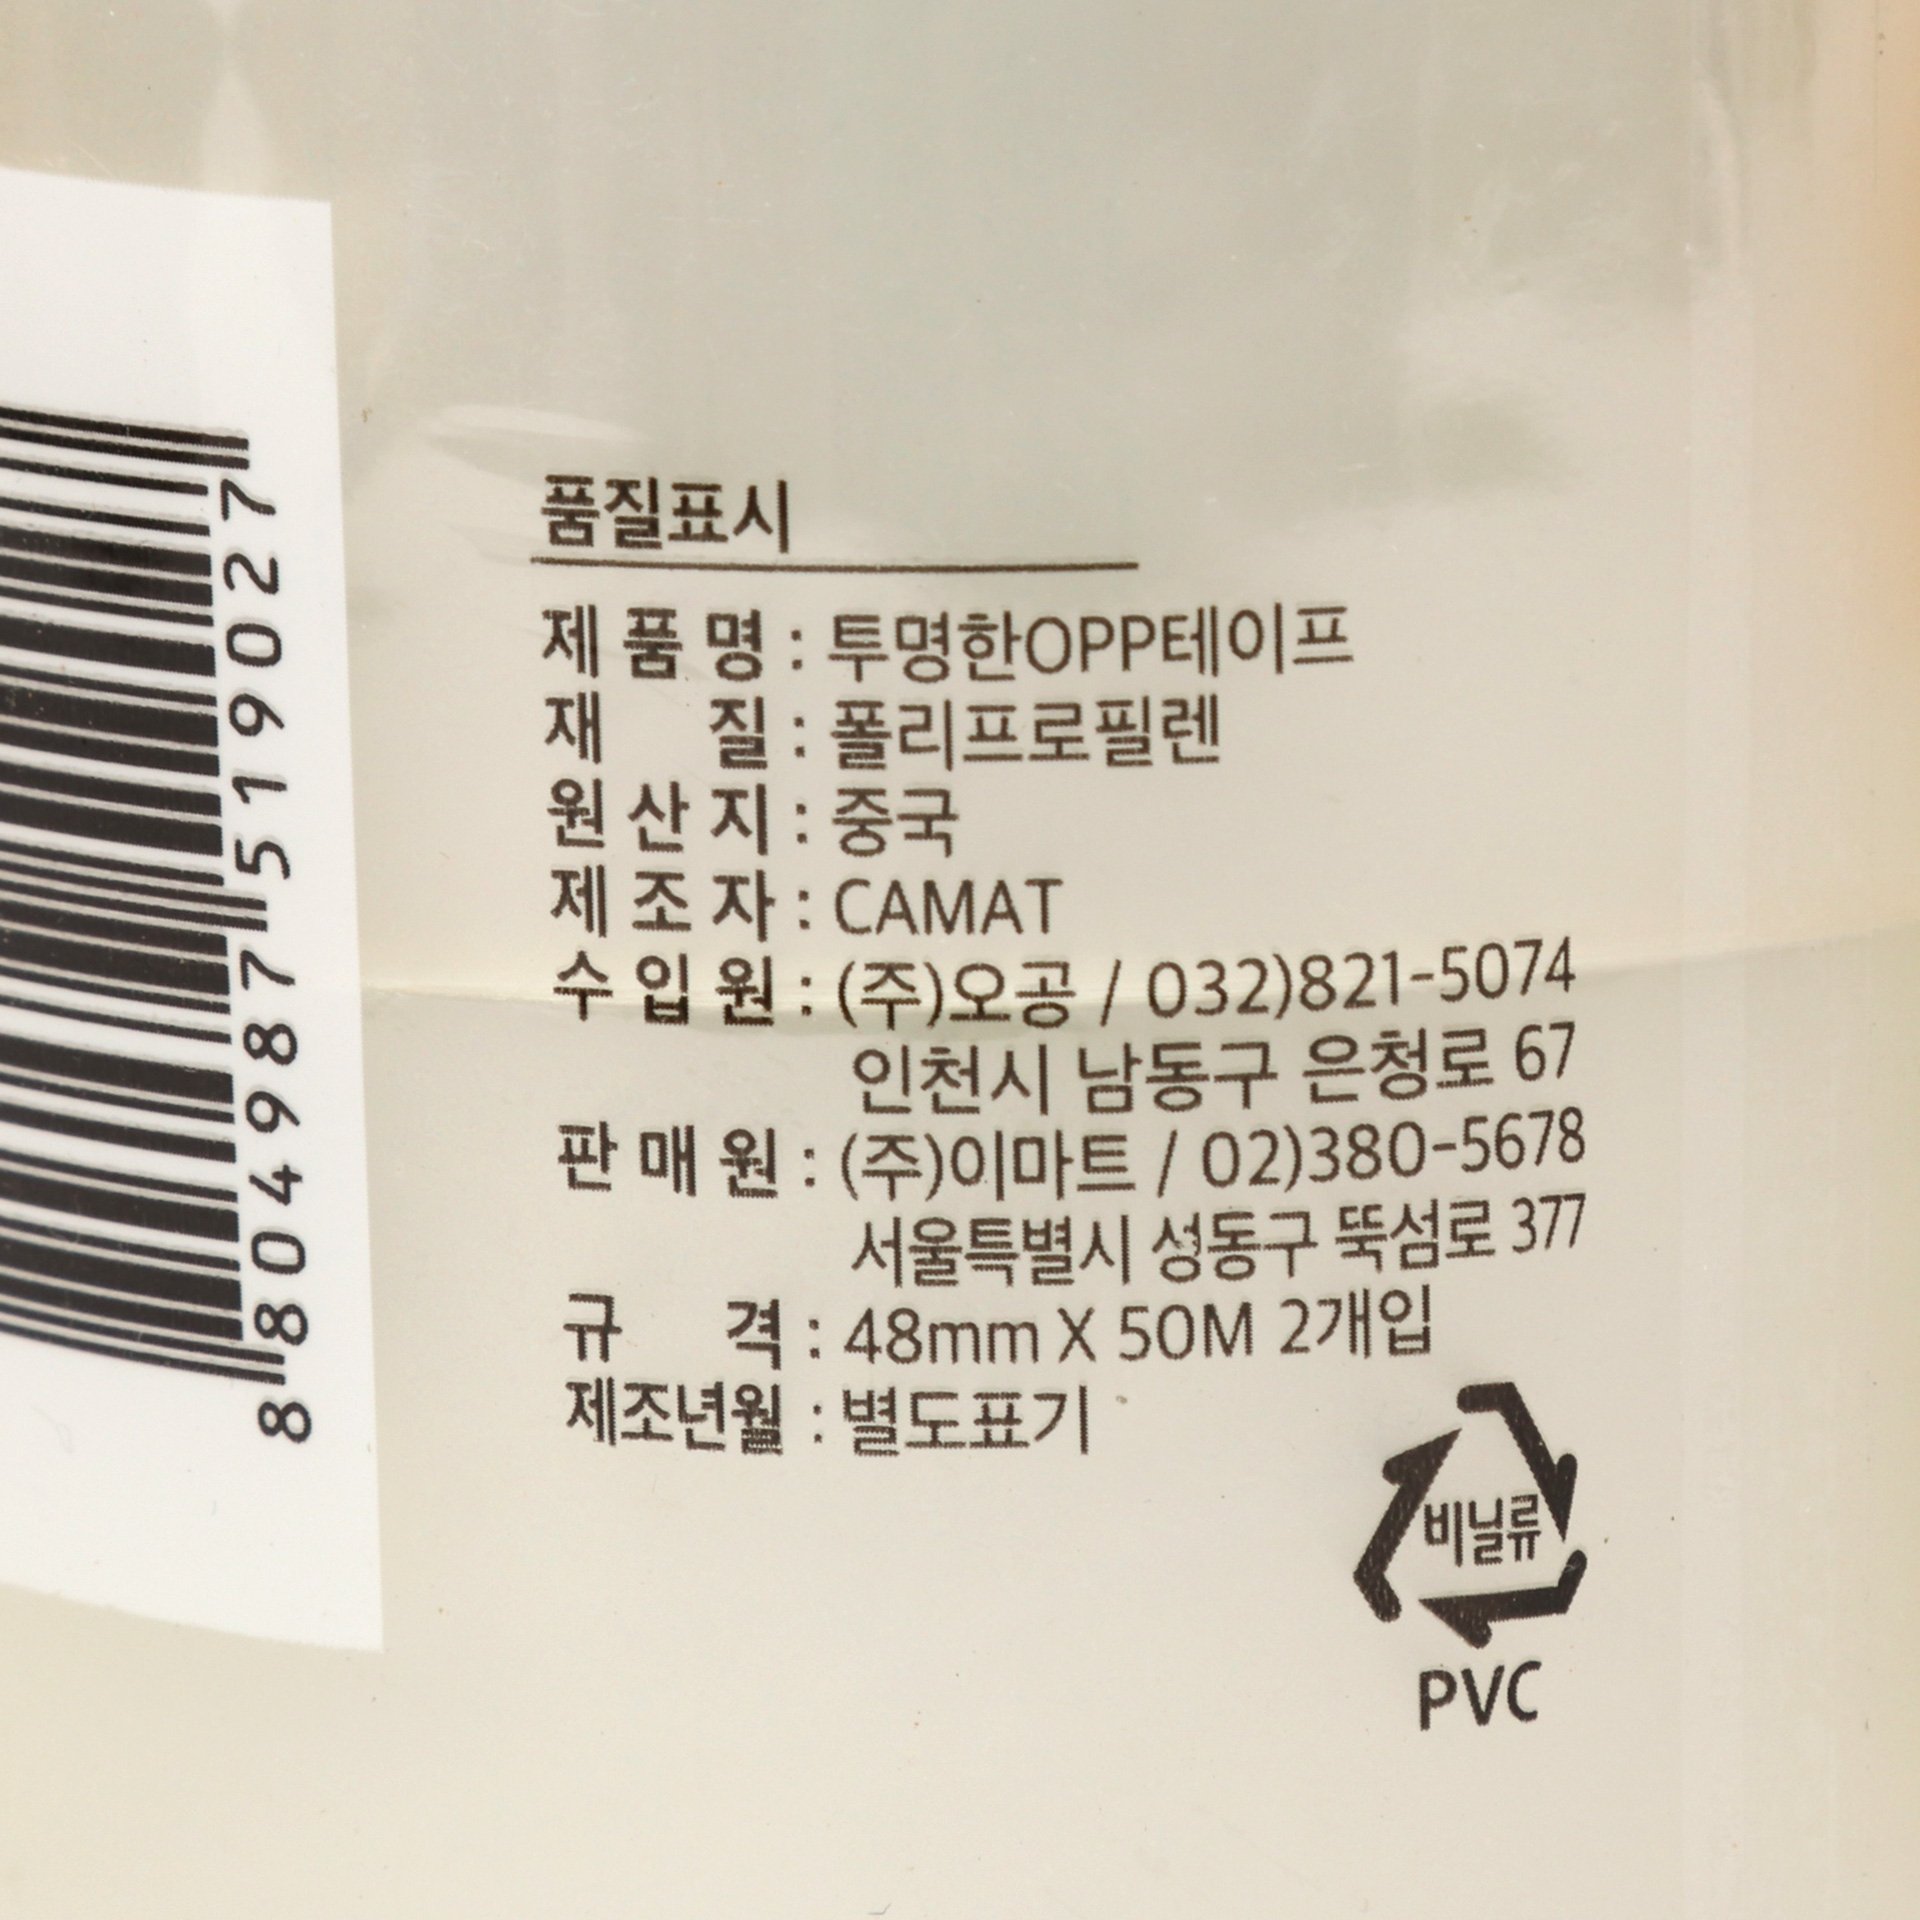 8 804987 519027
품질표시
제 품 명 : 투명한OPP테이프
재 질 : 폴리프로필렌
원 산 지 : 중국
제 조 자 : CAMAT
수 입 원 : (주)오공 / 032)821-5074
인천시 남동구 은청로 67
판 매 원 : (주)이마트 / 02)380-5678
서울특별시 성동구 뚝섬로 377
규 격 : 48mm X 50M 2개입
제조년월 : 별도표기
비닐류
PVC